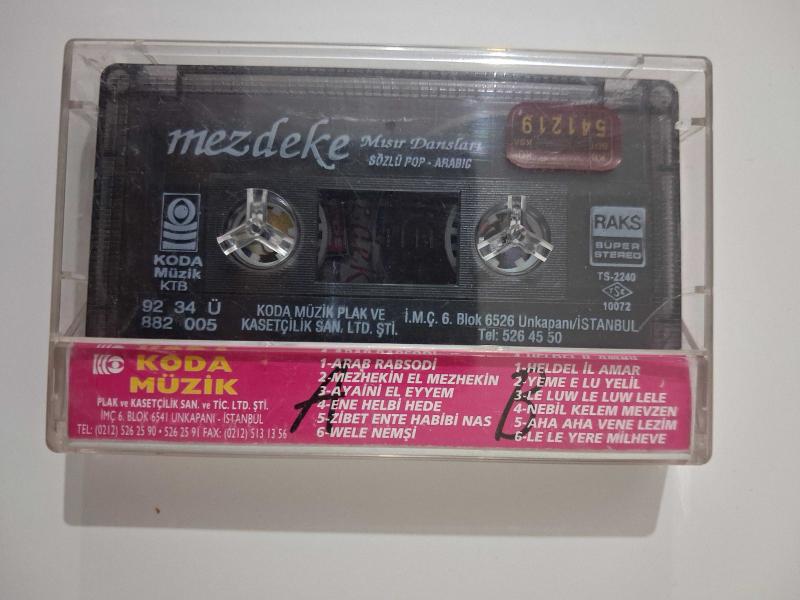 mezdeke Mısır Dansları
SÖZLÜ POP - ARABIC
541219
KODA
Müzik
KTB
RAKS
SÜPER
STEREO
TS-2240
TSE
10072
92 34 Ü
882 005
KODA MÜZİK PLAK VE
KASETÇİLİK SAN. LTD. ŞTİ.
İ.M.Ç. 6. Blok 6526 Unkapanı/İSTANBUL
Tel: 526 45 50
KODA
MÜZİK
PLAK ve KASETÇİLİK SAN. ve TİC. LTD. ŞTİ.
İMÇ 6. BLOK 6541 UNKAPANI - İSTANBUL
TEL: (0212) 526 25 90 • 526 25 91 FAX: (0212) 513 13 56
A
1-ARAB RABSODİ
2-MEZHEKİN EL MEZHEKİN
3-AYAİNİ EL EYYEM
4-ENE HELBİ HEDE
5-ZİBET ENTE HABİBİ NAS
6-WELE NEMŞİ
1-HELDEL İL AMAR
2-YEME E LU YELİL
3-LE LUW LE LUW LELE
4-NEBİL KELEM MEVZEN
5-AHA AHA VENE LEZİM
6-LE LE YERE MİLHEVE